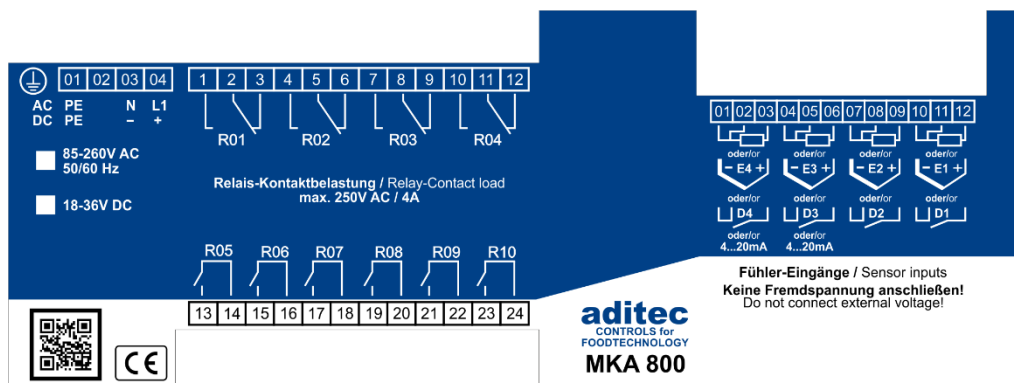 01 02 03 04
AC PE N L1
DC PE – +
85-260V AC
50/60 Hz
18-36V DC
1 2 3 4 5 6 7 8 9 10 11 12
R01 R02 R03 R04
Relais-Kontaktbelastung / Relay-Contact load
max. 250V AC / 4A
R05 R06 R07 R08 R09 R10
13 14 15 16 17 18 19 20 21 22 23 24
CE
aditec
CONTROLS for
FOODTECHNOLOGY
MKA 800
01 02 03 04 05 06 07 08 09 10 11 12
oder/or oder/or oder/or oder/or
– E4 + – E3 + – E2 + – E1 +
oder/or oder/or oder/or oder/or
D4 D3 D2 D1
oder/or oder/or
4...20mA 4...20mA
Fühler-Eingänge / Sensor inputs
Keine Fremdspannung anschließen!
Do not connect external voltage!